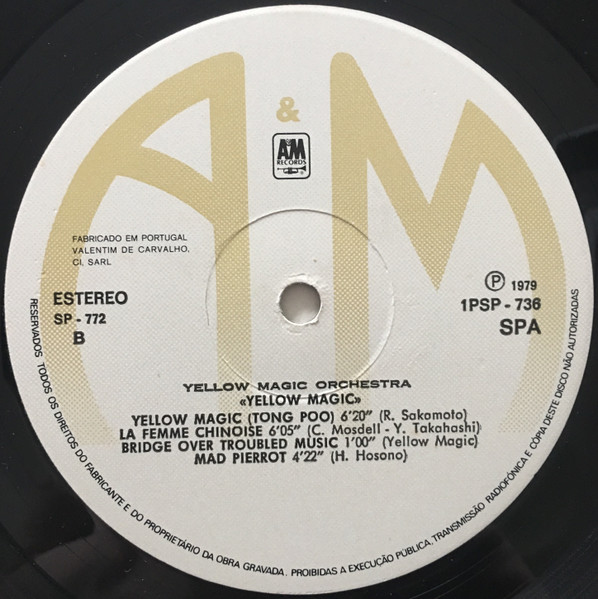 A & M
A&M
RECORDS
FABRICADO EM PORTUGAL
VALENTIM DE CARVALHO,
CI, SARL
ESTEREO
SP - 772
B
Ⓟ 1979
1PSP - 736
SPA
YELLOW MAGIC ORCHESTRA
«YELLOW MAGIC»
YELLOW MAGIC (TONG POO) 6'20” (R. Sakamoto)
LA FEMME CHINOISE 6'05” (C. Mosdell - Y. Takahashi)
BRIDGE OVER TROUBLED MUSIC 1'00” (Yellow Magic)
MAD PIERROT 4'22” (H. Hosono)
RESERVADOS TODOS OS DIREITOS DO FABRICANTE E DO PROPRIETÁRIO DA OBRA GRAVADA. PROIBIDAS A EXECUÇÃO PÚBLICA, TRANSMISSÃO RADIOFÓNICA E CÓPIA DESTE DISCO NÃO AUTORIZADAS